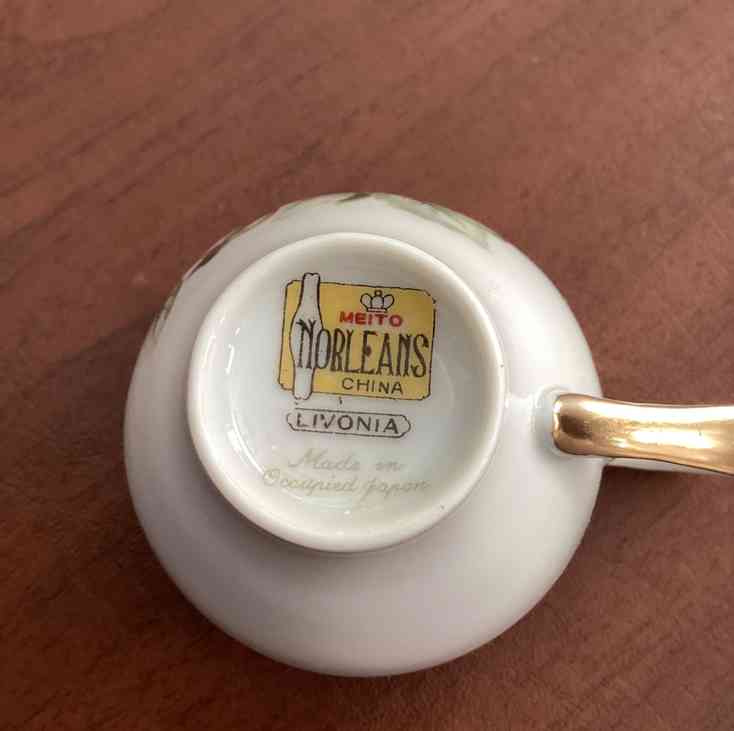 MEITO
NORLEANS
CHINA
LIVONIA
Made in
Occupied Japan